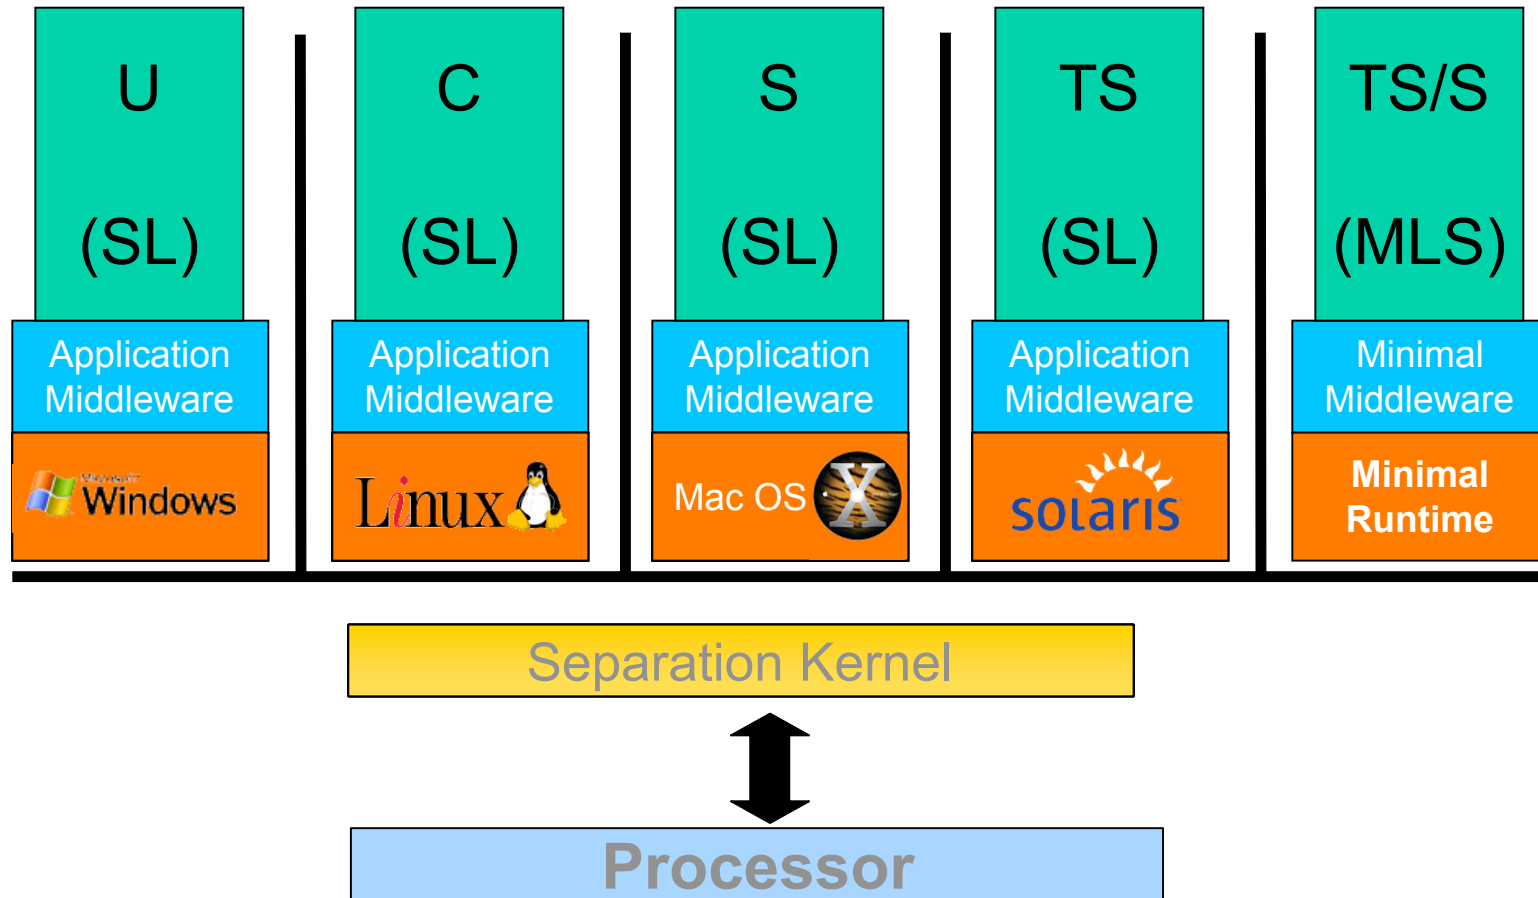 U
(SL)
C
(SL)
S
(SL)
TS
(SL)
TS/S
(MLS)
Application
Middleware
Application
Middleware
Application
Middleware
Application
Middleware
Minimal
Middleware
Microsoft
Windows
Linux
Mac OS X
solaris
Minimal
Runtime
Separation Kernel
Processor